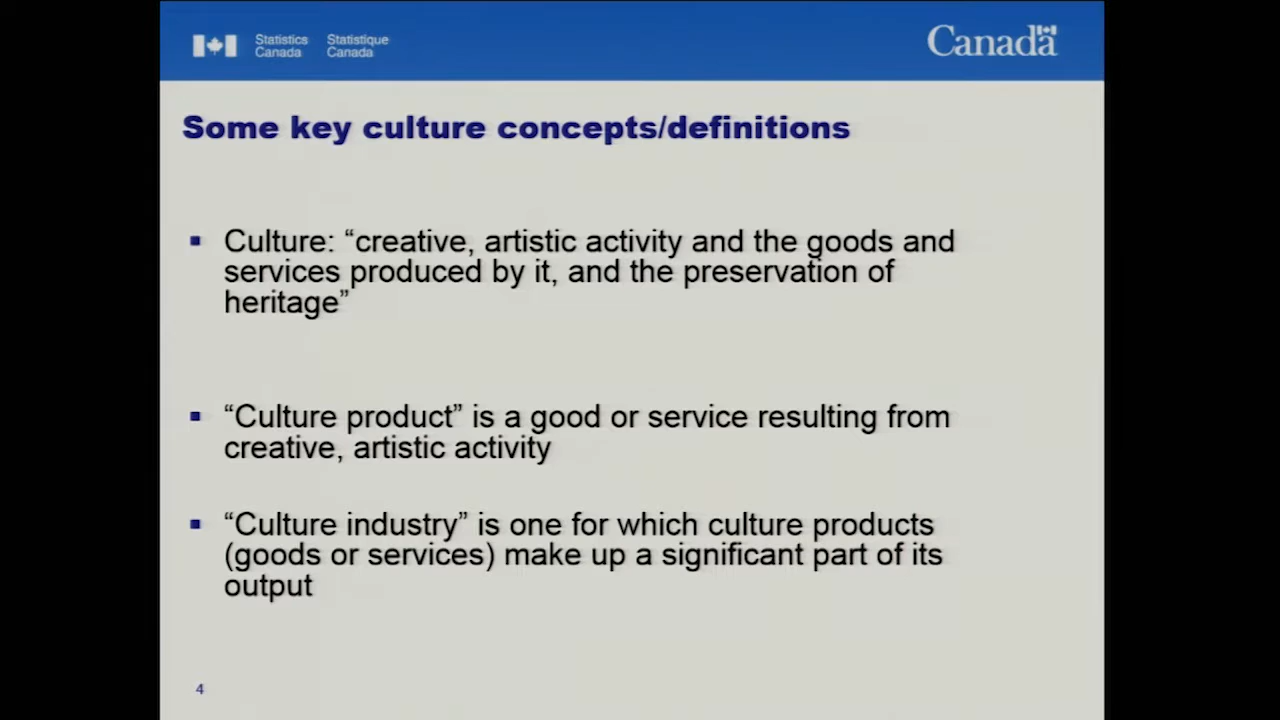 Statistics Canada
Statistique Canada
Canada
Some key culture concepts/definitions
▪ Culture: “creative, artistic activity and the goods and
services produced by it, and the preservation of
heritage”
▪ “Culture product” is a good or service resulting from
creative, artistic activity
▪ “Culture industry” is one for which culture products
(goods or services) make up a significant part of its
output
4